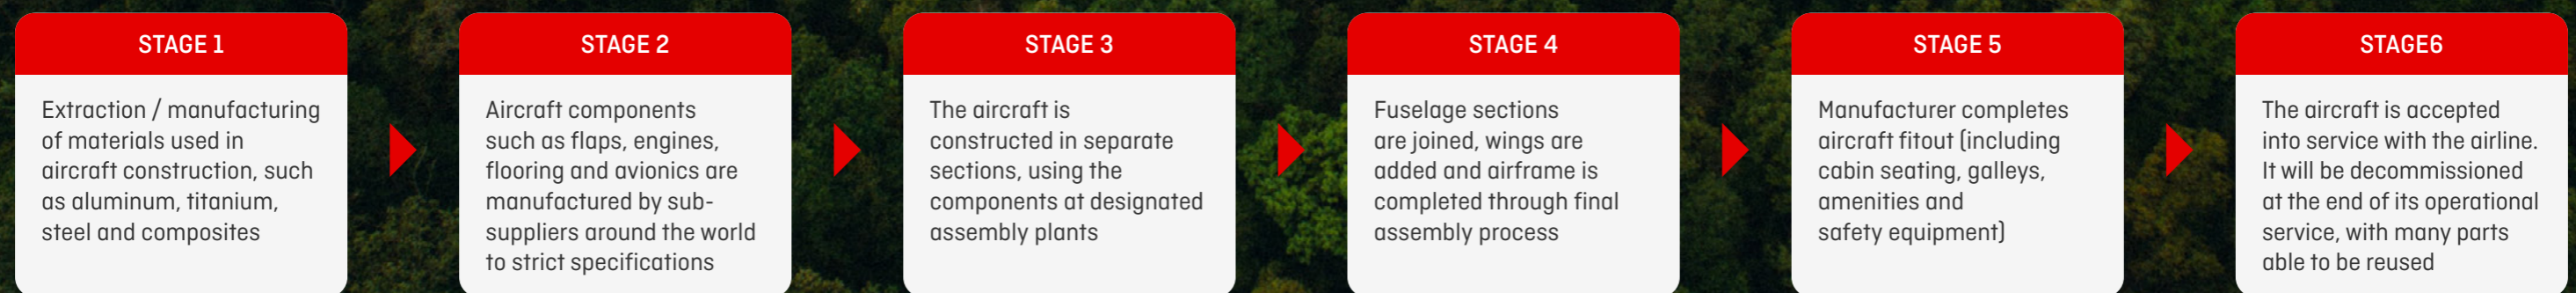 STAGE 1
Extraction / manufacturing
of materials used in
aircraft construction, such
as aluminum, titanium,
steel and composites
STAGE 2
Aircraft components
such as flaps, engines,
flooring and avionics are
manufactured by sub-
suppliers around the world
to strict specifications
STAGE 3
The aircraft is
constructed in separate
sections, using the
components at designated
assembly plants
STAGE 4
Fuselage sections
are joined, wings are
added and airframe is
completed through final
assembly process
STAGE 5
Manufacturer completes
aircraft fitout (including
cabin seating, galleys,
amenities and
safety equipment)
STAGE6
The aircraft is accepted
into service with the airline.
It will be decommissioned
at the end of its operational
service, with many parts
able to be reused